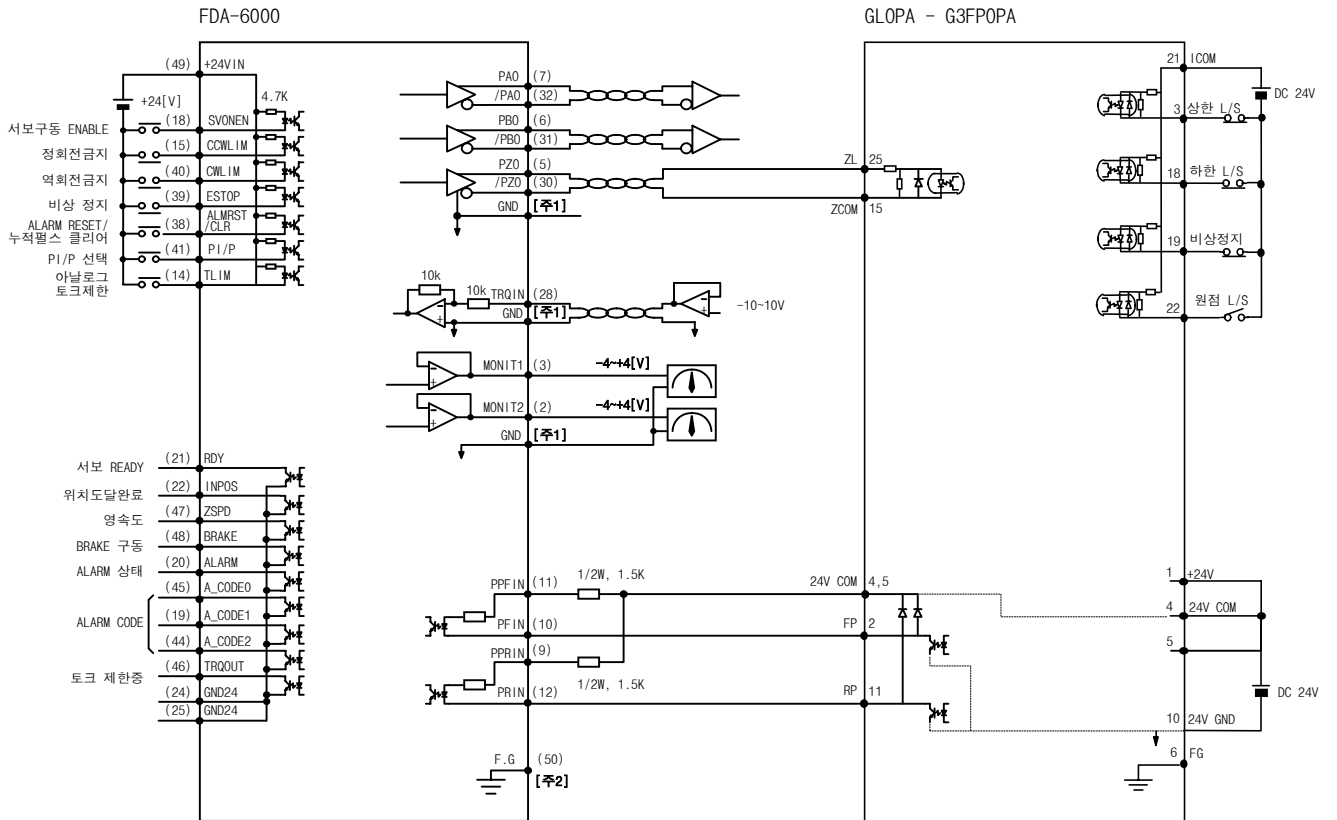 FDA-6000
GLOPA - G3FPOPA
(49) +24VIN
+24[V]
4.7K
서보구동 ENABLE (18) SVONEN
정회전금지 (15) CCWLIM
역회전금지 (40) CWLIM
비상 정지 (39) ESTOP
ALARM RESET/
누적펄스 클리어
(38) ALMRST
/CLR
PI/P 선택 (41) PI/P
아날로그
토크제한
(14) TLIM
PAO (7)
/PAO (32)
PBO (6)
/PBO (31)
PZO (5)
/PZO (30)
GND [주1]
ZL 25
ZCOM 15
10k
10k
TRQIN (28)
GND [주1]
-10~10V
MONIT1 (3) -4~+4[V]
MONIT2 (2) -4~+4[V]
GND [주1]
21 ICOM
DC 24V
3 상한 L/S
18 하한 L/S
19 비상정지
원점 L/S
22
서보 READY (21) RDY
위치도달완료 (22) INPOS
영속도 (47) ZSPD
BRAKE 구동 (48) BRAKE
ALARM 상태 (20) ALARM
ALARM CODE
(45) A_CODE0
(19) A_CODE1
(44) A_CODE2
토크 제한중 (46) TRQOUT
(24) GND24
(25) GND24
PPFIN (11) 1/2W, 1.5K
PFIN (10)
PPRIN (9)
1/2W, 1.5K
PRIN (12)
F.G (50)
[주2]
24V COM 4,5
FP 2
RP 11
1 +24V
4 24V COM
5
DC 24V
10 24V GND
6 FG